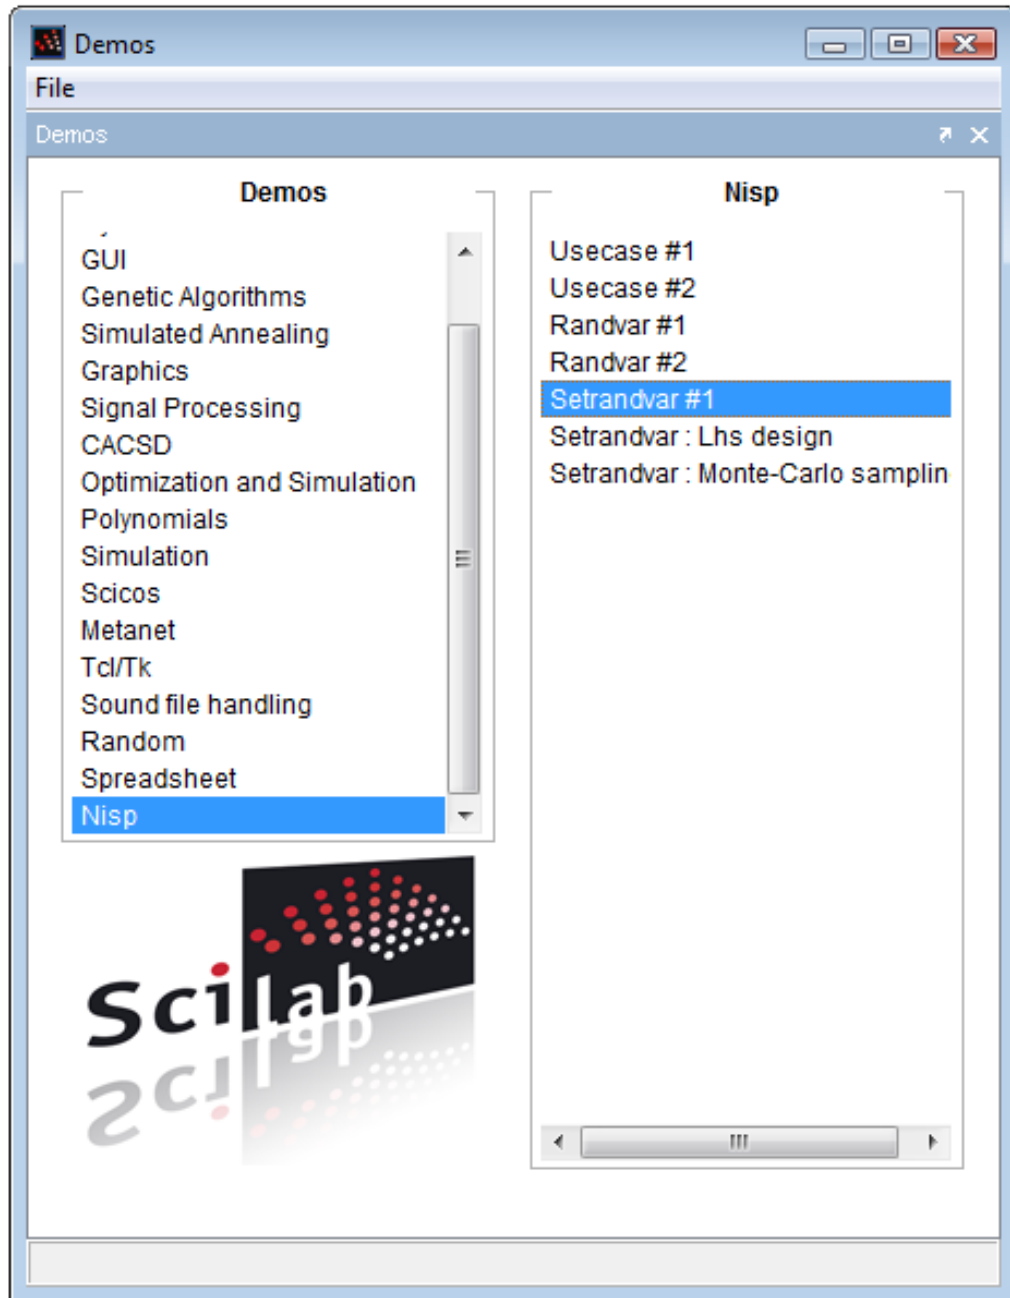 Demos
File
Demos
Demos
GUI
Genetic Algorithms
Simulated Annealing
Graphics
Signal Processing
CACSD
Optimization and Simulation
Polynomials
Simulation
Scicos
Metanet
Tcl/Tk
Sound file handling
Random
Spreadsheet
Nisp
Nisp
Usecase #1
Usecase #2
Randvar #1
Randvar #2
Setrandvar #1
Setrandvar : Lhs design
Setrandvar : Monte-Carlo samplin
Scilab